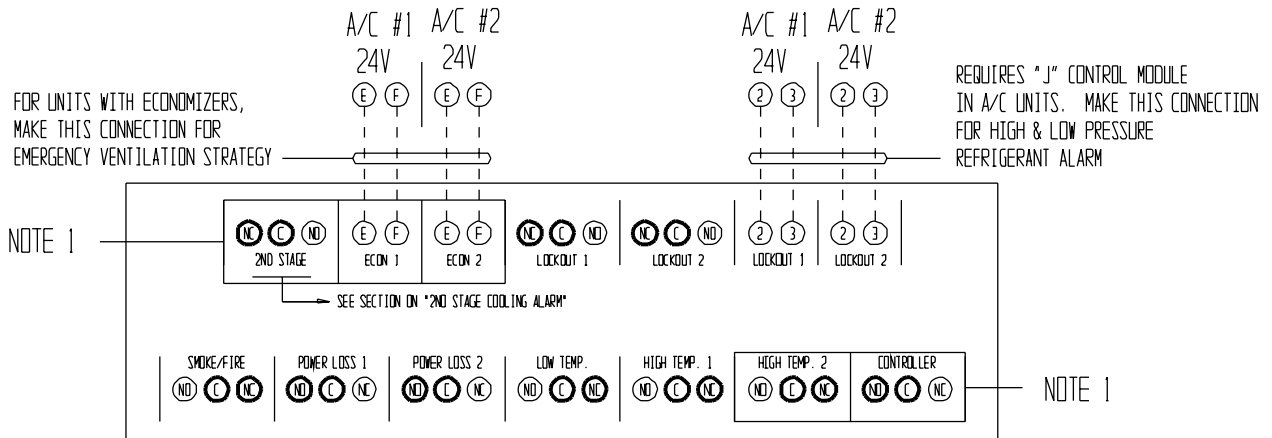 A/C #1 A/C #2 A/C #1 A/C #2
24V 24V 24V 24V
E F E F 2 3 2 3
FOR UNITS WITH ECONOMIZERS,
MAKE THIS CONNECTION FOR
EMERGENCY VENTILATION STRATEGY
REQUIRES "J" CONTROL MODULE
IN A/C UNITS. MAKE THIS CONNECTION
FOR HIGH & LOW PRESSURE
REFRIGERANT ALARM
NOTE 1
NC C NO E F E F NC C NO NC C NO 2 3 2 3
2ND STAGE ECON 1 ECON 2 LOCKOUT 1 LOCKOUT 2 LOCKOUT 1 LOCKOUT 2
SEE SECTION ON "2ND STAGE COOLING ALARM"
SMOKE/FIRE POWER LOSS 1 POWER LOSS 2 LOW TEMP. HIGH TEMP. 1 HIGH TEMP. 2 CONTROLLER
NO C NC NO C NC NO C NC NO C NC NO C NC NO C NC NO C NC
NOTE 1